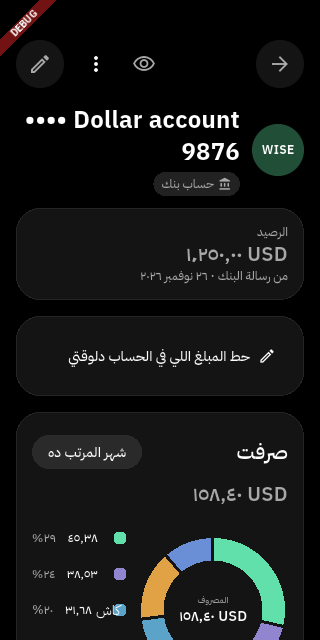 DEBUG
Dollar account ••••
9876
WISE
حساب بنك
الرصيد
١,٢٥٠,٠٠ USD
من رسالة البنك • ٢٦ نوفمبر ٢٠٢٦
حط المبلغ اللي في الحساب دلوقتي
صرفت
شهر المرتب ده
١٥٨,٤٠ USD
٤٥,٣٨ %٢٩
٣٨,٥٣ %٢٤
كاش ٣١,٦٨ %٢٠
المصروف
١٥٨,٤٠ USD